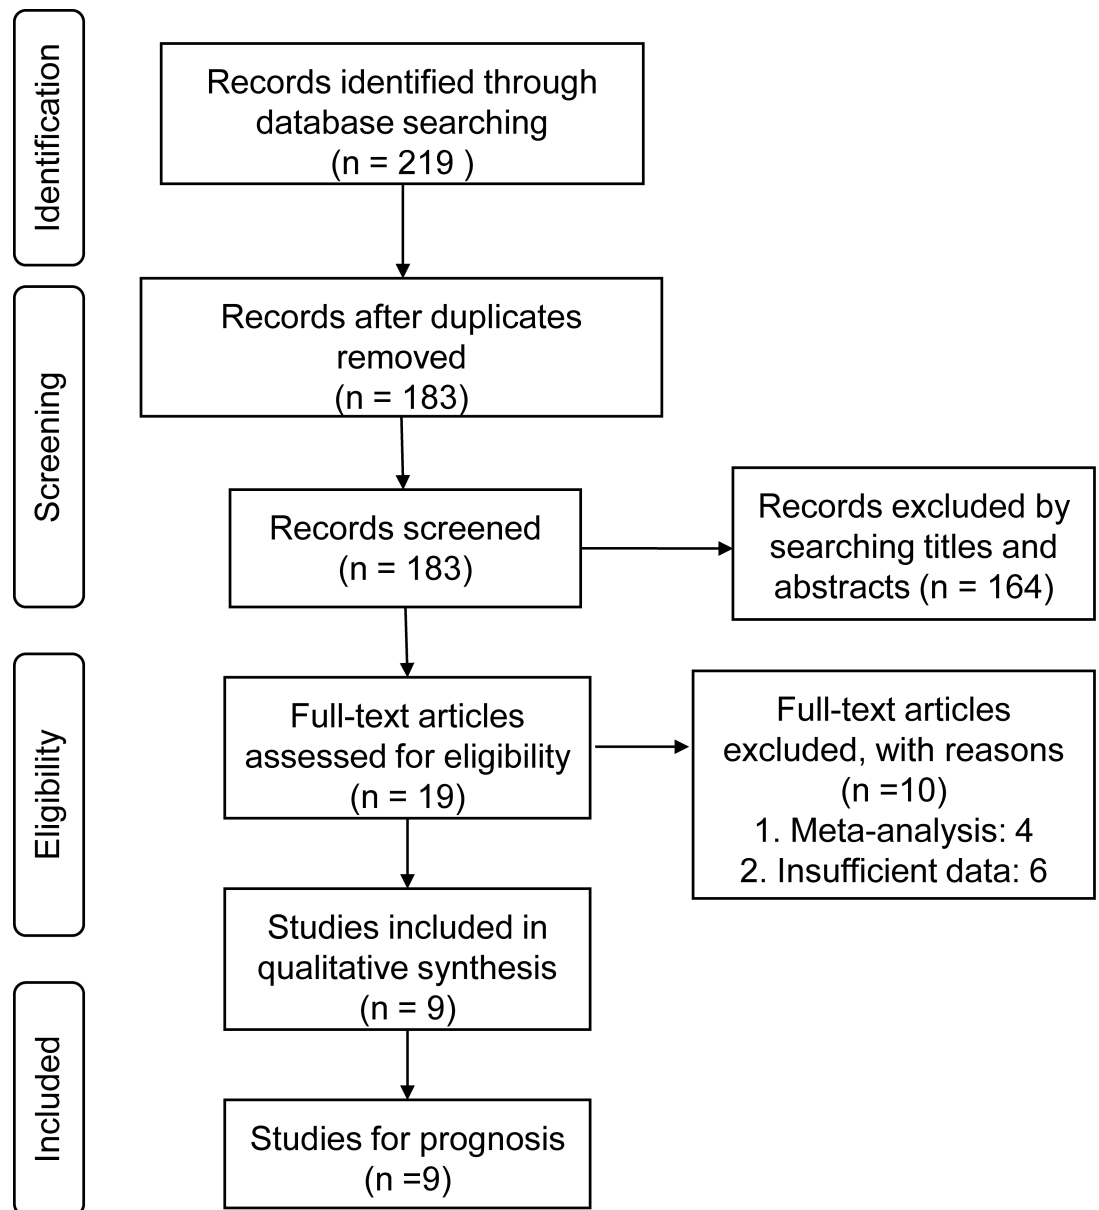 Identification
Records identified through
database searching
(n = 219 )
Screening
Records after duplicates
removed
(n = 183)
Records screened
(n = 183)
Records excluded by
searching titles and
abstracts (n = 164)
Eligibility
Full-text articles
assessed for eligibility
(n = 19)
Full-text articles
excluded, with reasons
(n =10)
1. Meta-analysis: 4
2. Insufficient data: 6
Studies included in
qualitative synthesis
(n = 9)
Included
Studies for prognosis
(n =9)